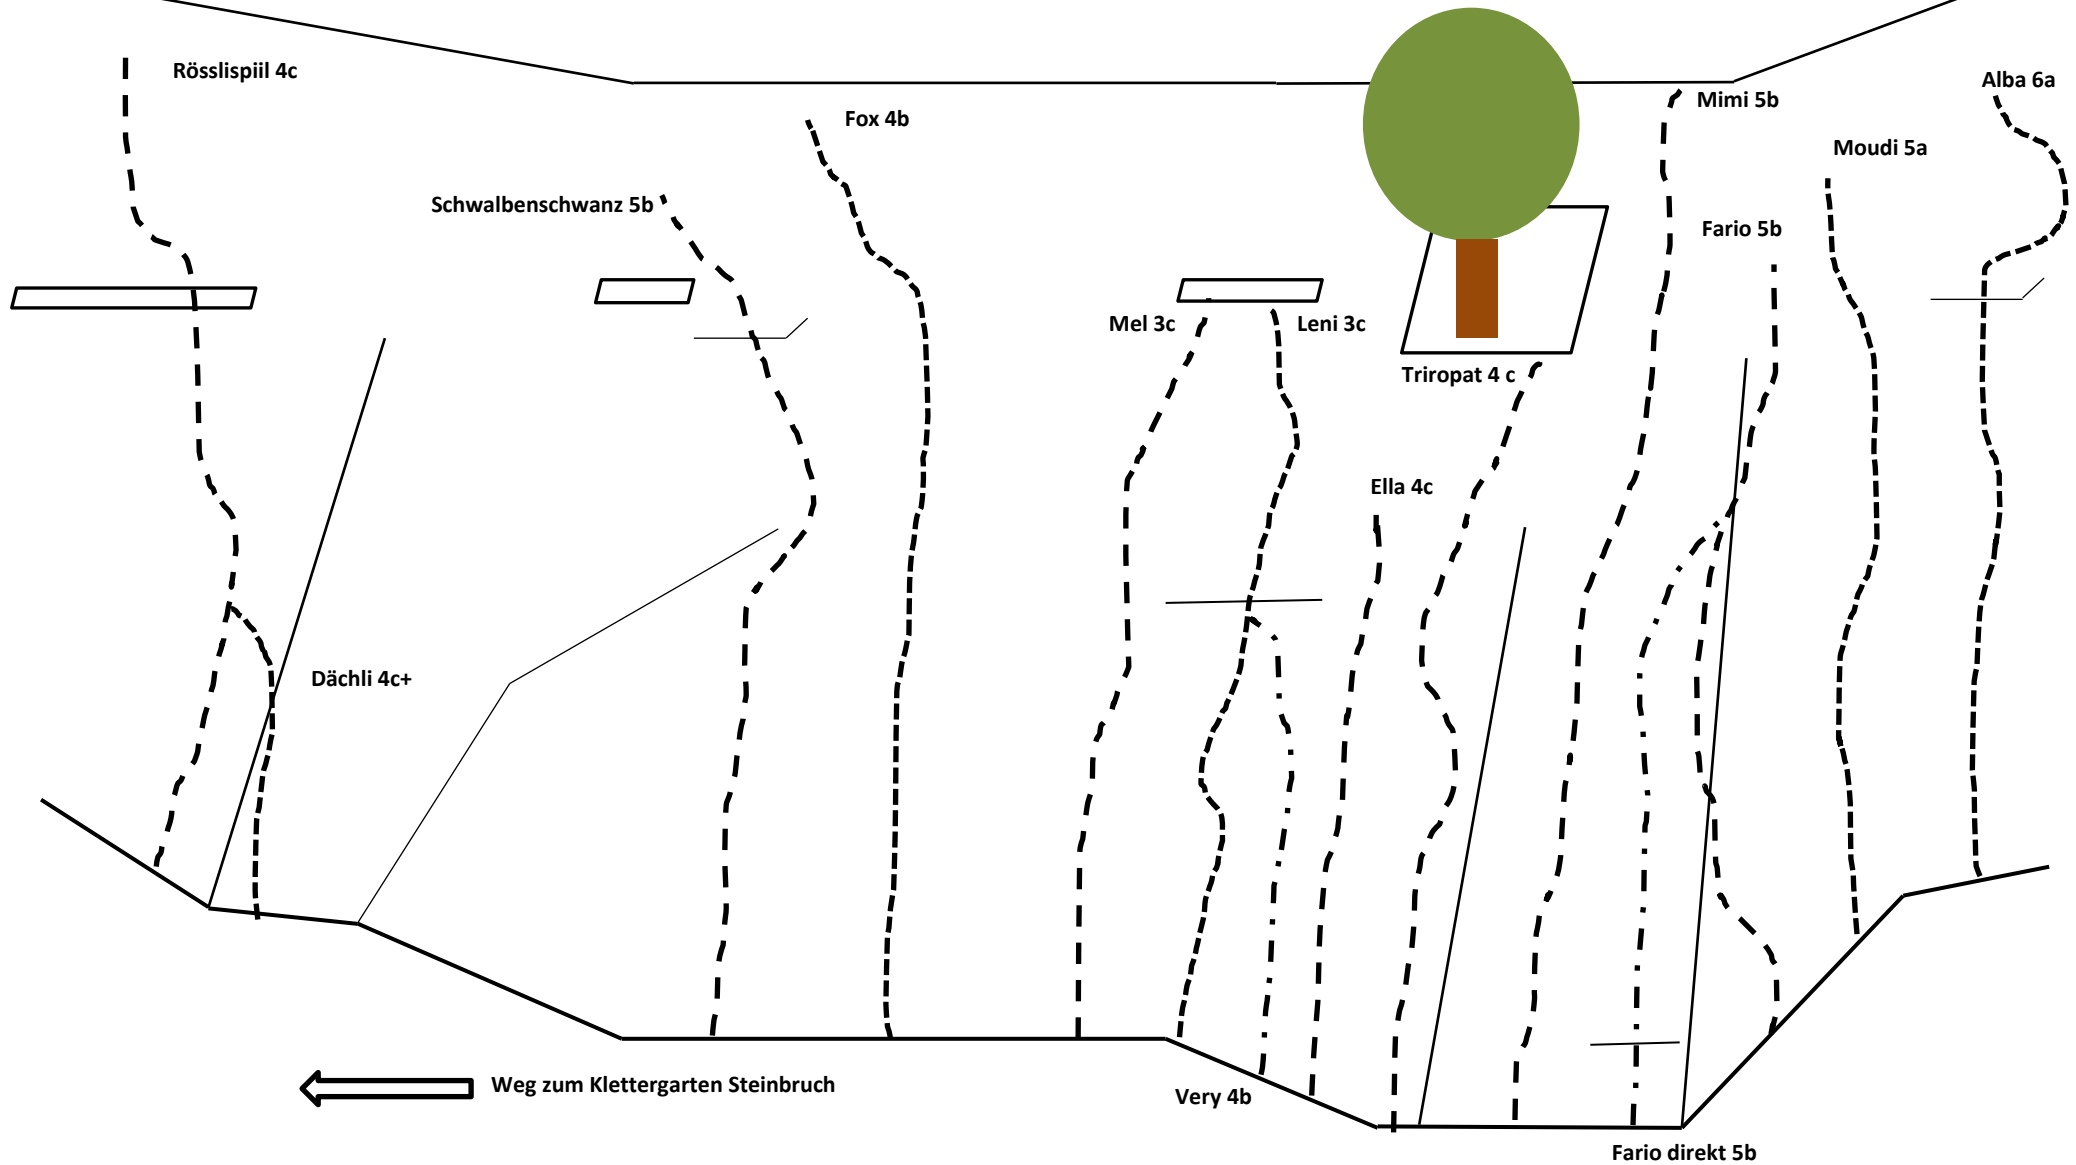 Rösslispiil 4c
Alba 6a
Mimi 5b
Fox 4b
Moudi 5a
Schwalbenschwanz 5b
Fario 5b
Mel 3c
Leni 3c
Triropat 4 c
Ella 4c
Dächli 4c+
Weg zum Klettergarten Steinbruch
Very 4b
Fario direkt 5b